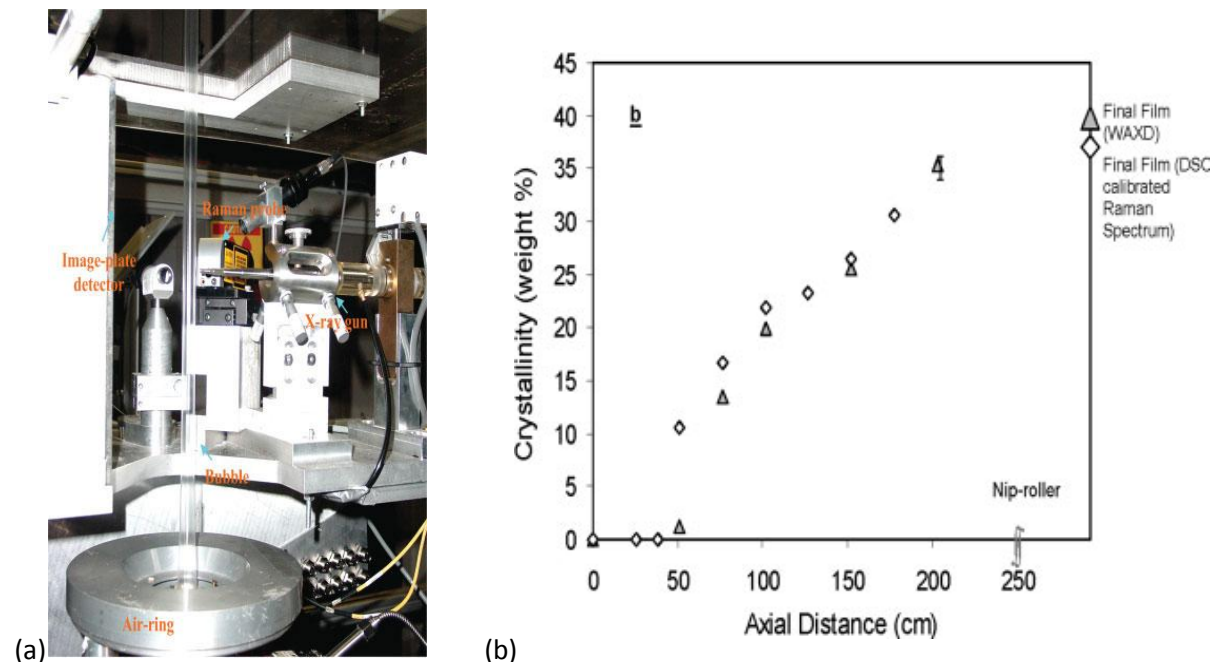 Raman probe
Image-plate
detector
X-ray gun
Bubble
Air-ring
(a)
45
40
35
30
25
20
15
10
5
0
Crystallinity (weight %)
b
Final Film
(WAXD)
Final Film (DSC
calibrated
Raman
Spectrum)
Nip-roller
0 50 100 150 200 250
Axial Distance (cm)
(b)